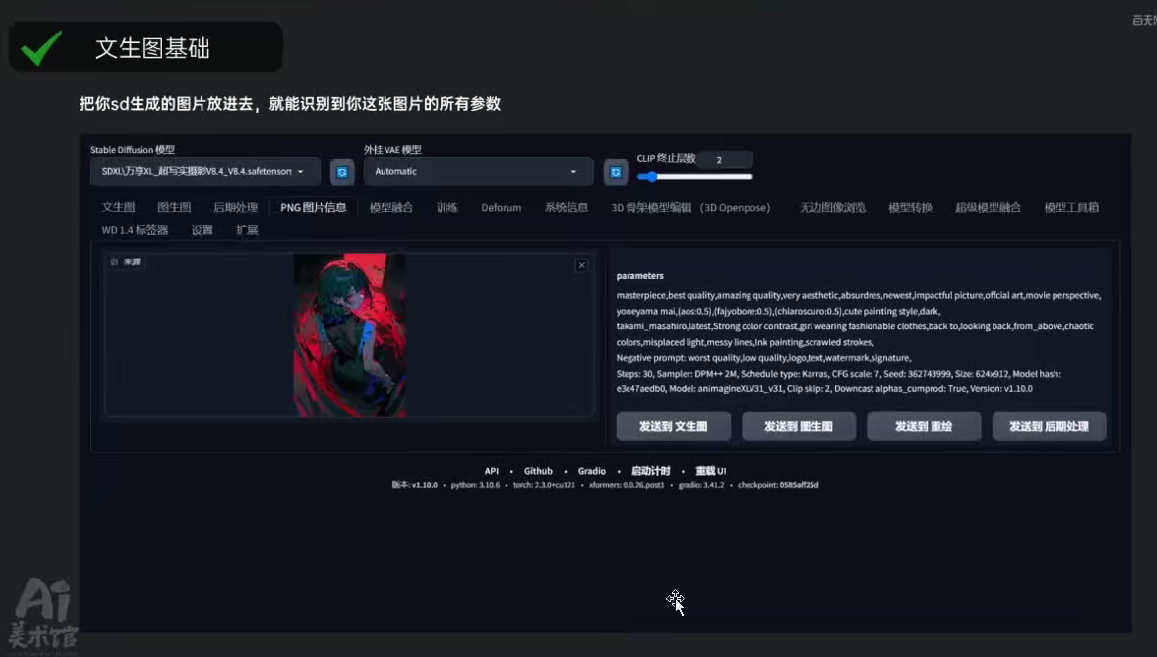 文生图基础
把你sd生成的图片放进去，就能识别到你这张图片的所有参数
Stable Diffusion 模型
外挂VAE 模型
CLIP 终止层数
2
SDXL\万享XL_超写实摄影V8.4_V8.4.safetensors
Automatic
文生图 图生图 后期处理 PNG 图片信息 模型融合 训练 Deforum 系统信息 3D 骨架模型编辑 （3D Openpose） 无边图像浏览 模型转换 超级模型融合 模型工具箱
WD 1.4 标签器 设置 扩展
来源
parameters
masterpiece,best quality,amazing quality,very aesthetic,absurdres,newest,impactful picture,offcial art,movie perspective,
yoneyama mai,(aos:0.5),(fajyobore:0.5),(chiaroscuro:0.5),cute painting style,dark,
takami_masahiro,latest,Strong color contrast,girl wearing fashionable clothes,back to,looking back,from_above,chaotic
colors,misplaced light,messy lines,Ink painting,scrawled strokes,
Negative prompt: worst quality,low quality,logo,text,watermark,signature,
Steps: 30, Sampler: DPM++ 2M, Schedule type: Karras, CFG scale: 7, Seed: 362743999, Size: 624x912, Model hash:
e3c47aedb0, Model: animagineXLV31_v31, Clip skip: 2, Downcast alphas_cumprod: True, Version: v1.10.0
发送到 文生图 发送到 图生图 发送到 重绘 发送到 后期处理
API • Github • Gradio • 启动计时 • 重载 UI
版本: v1.10.0 • python: 3.10.6 • torch: 2.3.0+cu121 • xformers: 0.0.26.post1 • gradio: 3.41.2 • checkpoint: 0585aff25d
Ai
美术馆